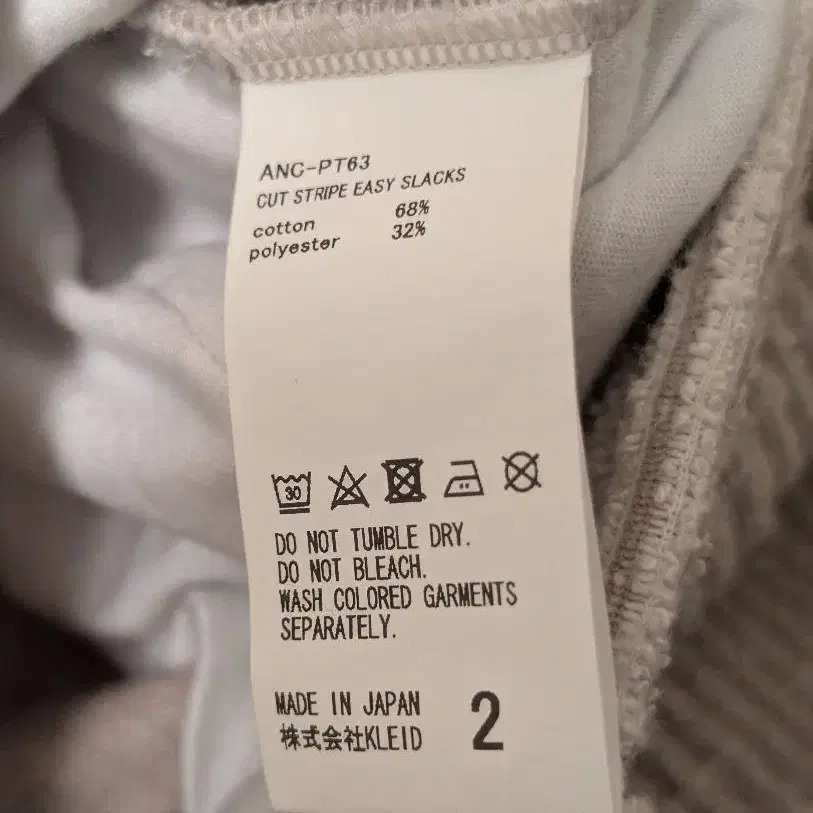 ANC-PT63
CUT STRIPE EASY SLACKS
cotton 68%
polyester 32%
30
DO NOT TUMBLE DRY.
DO NOT BLEACH.
WASH COLORED GARMENTS
SEPARATELY.
MADE IN JAPAN
株式会社KLEID
2